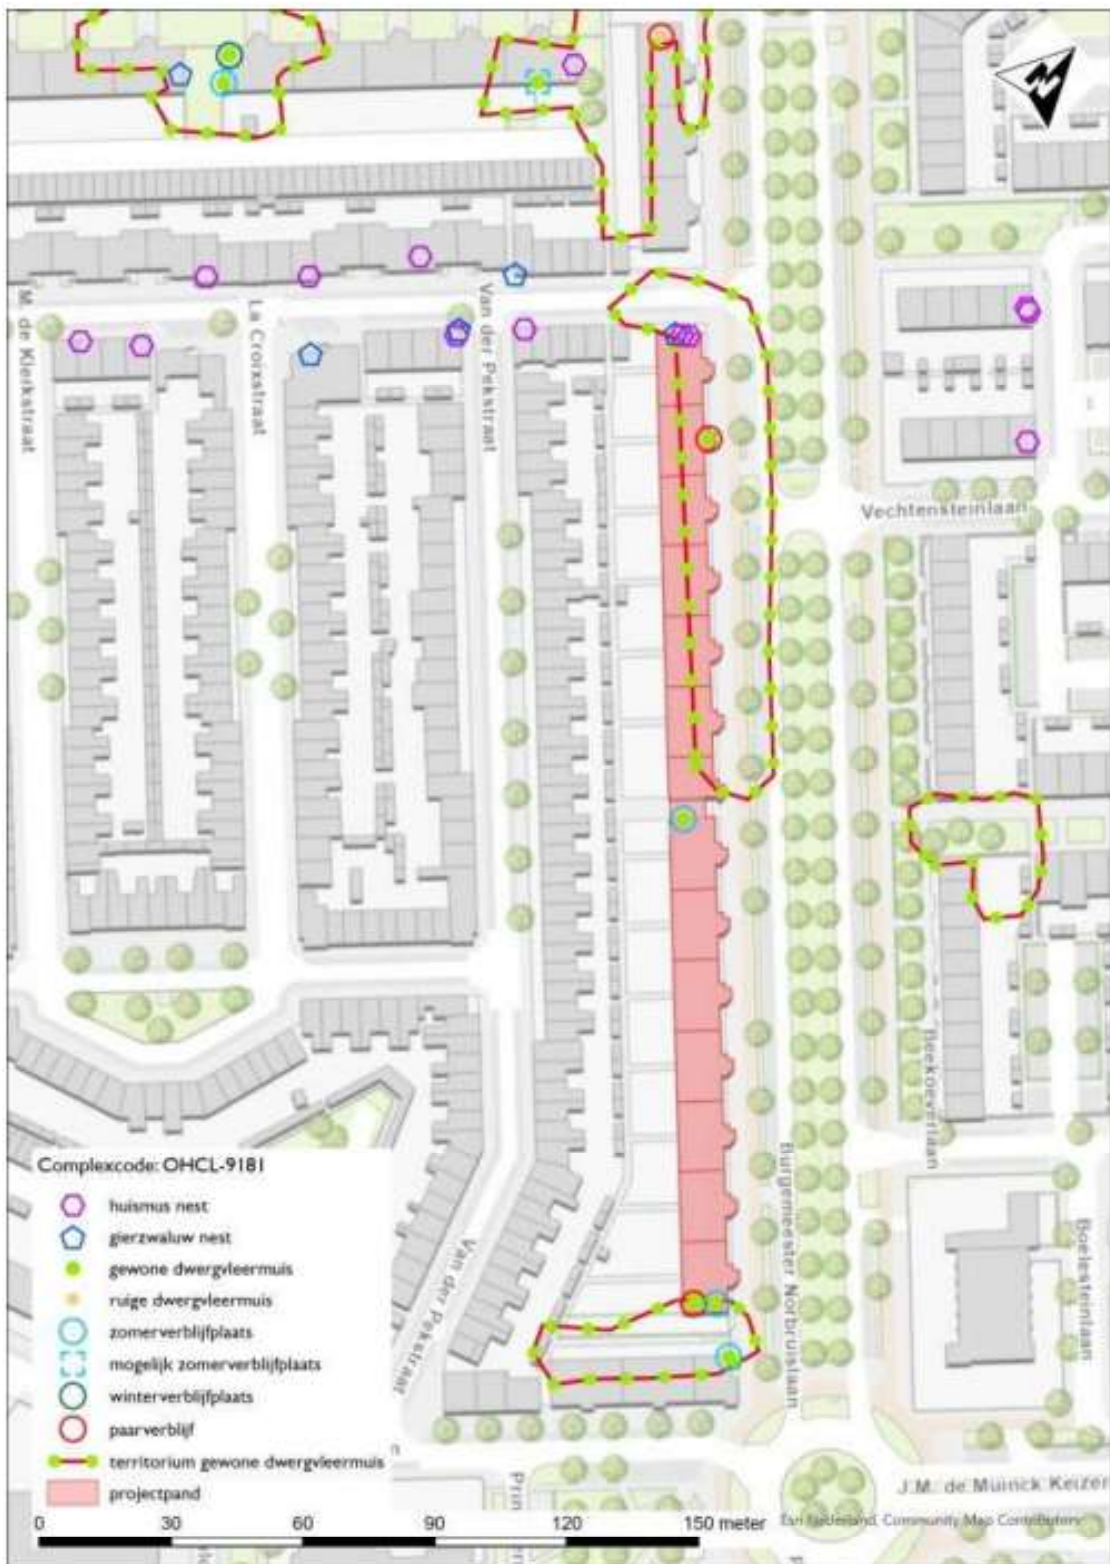 M. de Klerkstraat
La Croixstraat
Van der Pekstraat
Vechtensteinlaan
Beekoeverlaan
Burgemeester Norbruislaan
Boelesteinlaan
Van der Pekstraat
Complexcode: OHCL-9181
huismus nest
gierzwaluw nest
gewone dwergvleermuis
ruige dwergvleermuis
zomerverblijfplaats
mogelijk zomerverblijfplaats
winterverblijfplaats
paarverblijf
territorium gewone dwergvleermuis
projectpand
Prin
J.M. de Muinck Keizer
0 30 60 90 120 150 meter
Esri Nederland, Community Map Contributors